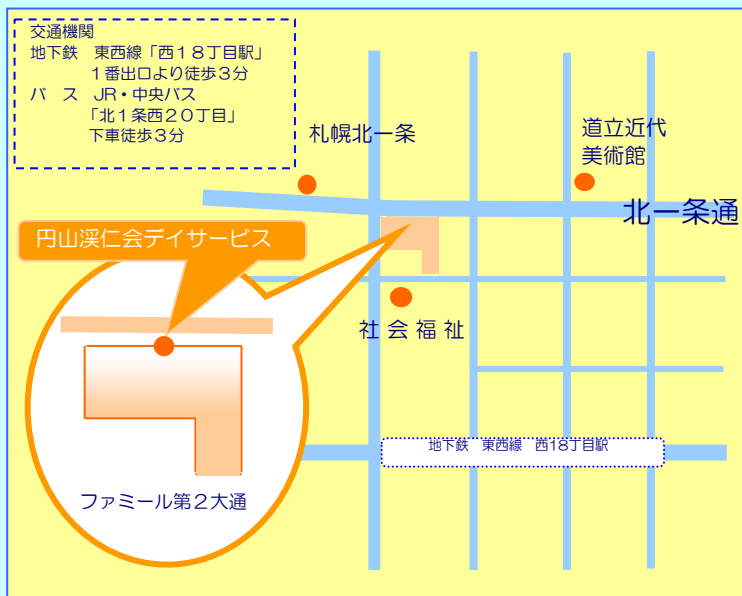 交通機関
地下鉄　東西線「西１８丁目駅」
１番出口より徒歩３分
バ　ス　JR・中央バス
「北１条西２０丁目」
下車徒歩３分
札幌北一条
道立近代
美術館
北一条通
円山渓仁会デイサービス
社 会 福 祉
地下鉄　東西線　西18丁目駅
ファミール第２大通